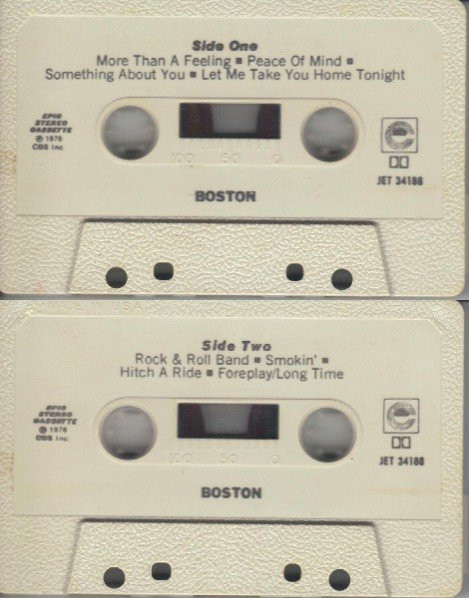 Side One
More Than A Feeling ▪ Peace Of Mind ▪
Something About You ▪ Let Me Take You Home Tonight
EPIC
STEREO
CASSETTE
℗ 1976
CBS Inc.
100 50 0
JET 34188
BOSTON
Side Two
Rock & Roll Band ▪ Smokin' ▪
Hitch A Ride ▪ Foreplay/Long Time
EPIC
STEREO
CASSETTE
℗ 1976
CBS Inc.
100 50 0
JET 34188
BOSTON